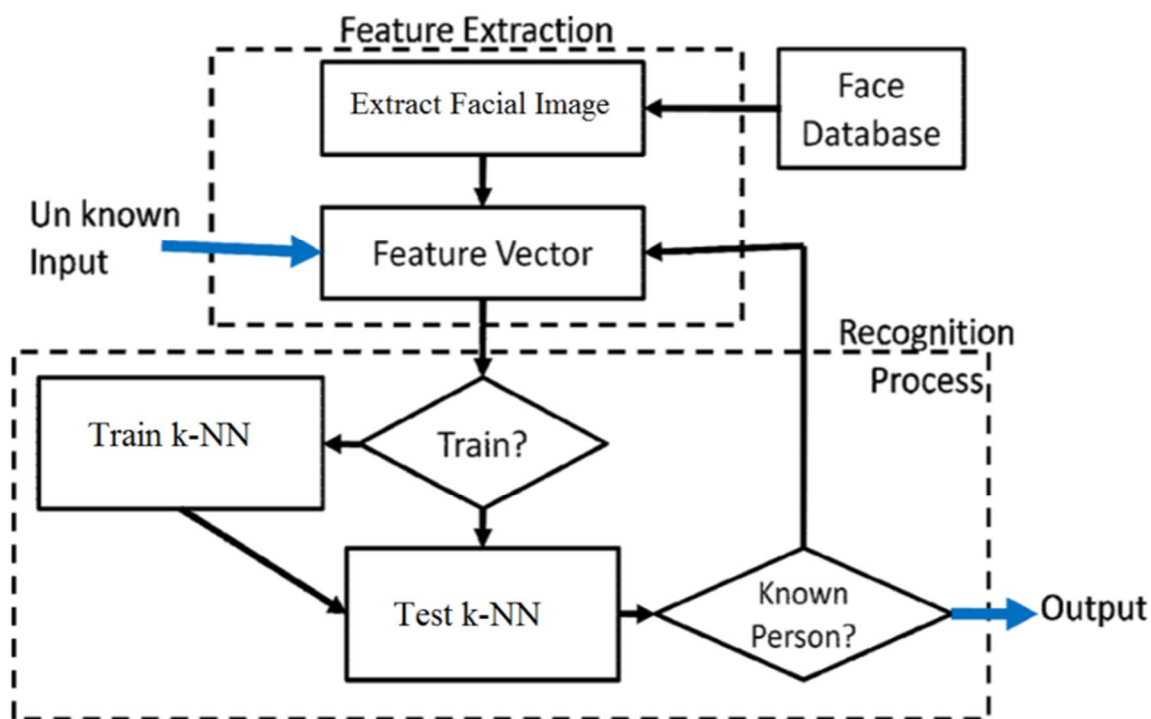 Feature Extraction
Extract Facial Image
Face
Database
Un known
Input
Feature Vector
Recognition
Process
Train k-NN
Train?
Test k-NN
Known
Person?
Output